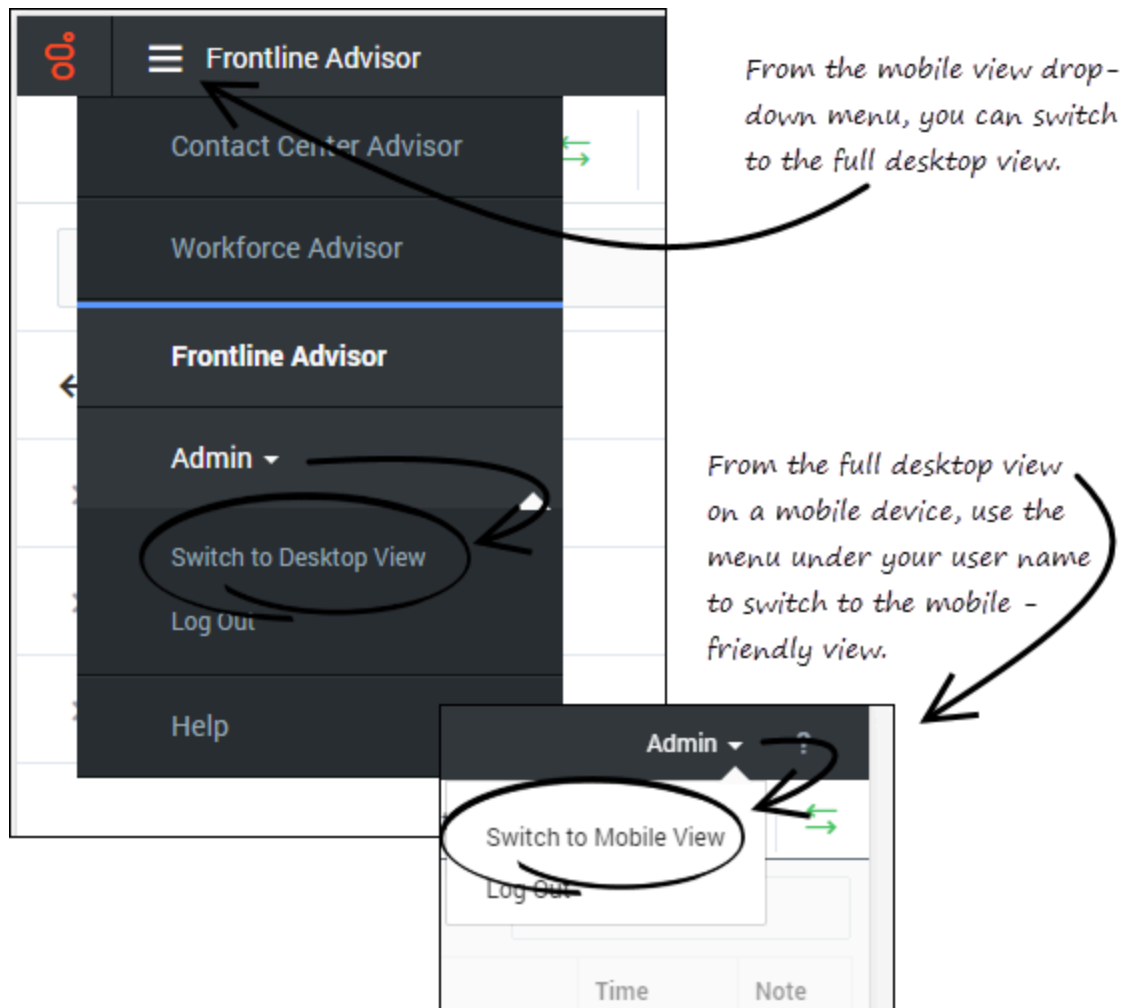 Frontline Advisor
Contact Center Advisor
Workforce Advisor
Frontline Advisor
Admin
Switch to Desktop View
Log Out
Help
From the mobile view drop-
down menu, you can switch
to the full desktop view.
From the full desktop view
on a mobile device, use the
menu under your user name
to switch to the mobile -
friendly view.
Admin ?
Switch to Mobile View
Log Out
Time Note